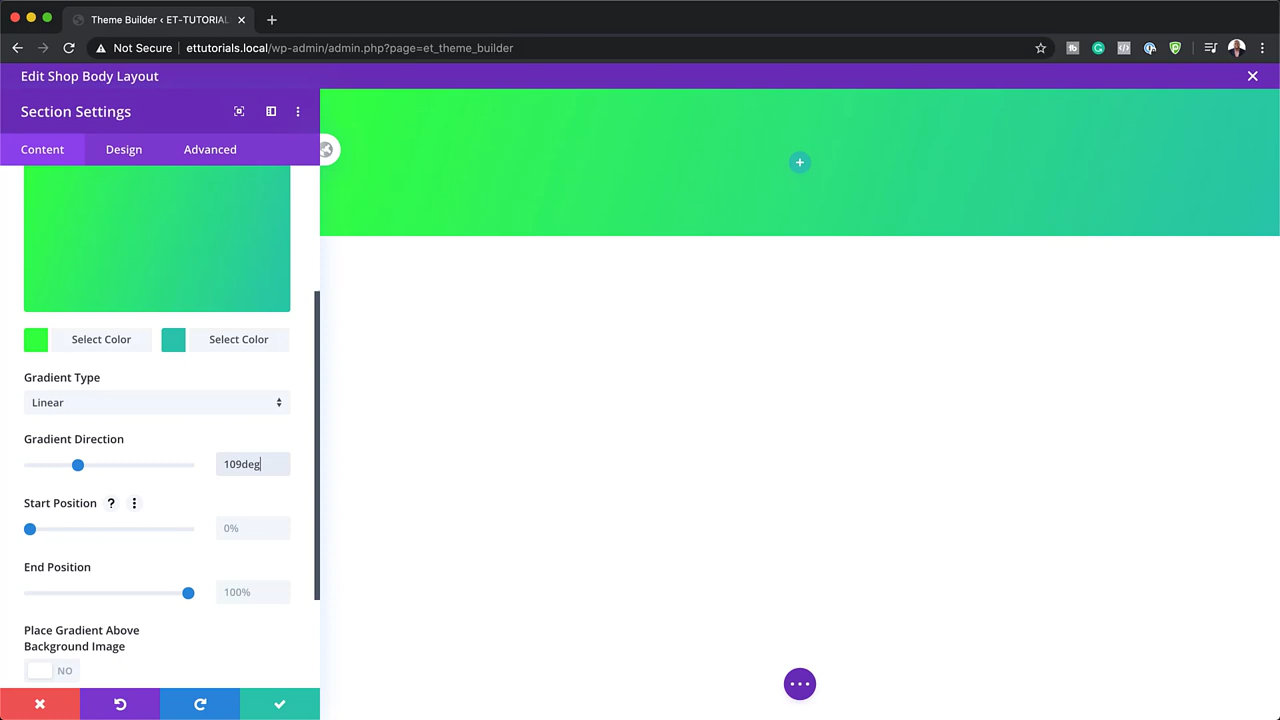 Theme Builder ‹ ET-TUTORIAL
Not Secure
ettutorials.local/wp-admin/admin.php?page=et_theme_builder
Edit Shop Body Layout
Section Settings
Content
Design
Advanced
Select Color
Select Color
Gradient Type
Linear
Gradient Direction
109deg
Start Position
?
0%
End Position
100%
Place Gradient Above
Background Image
NO